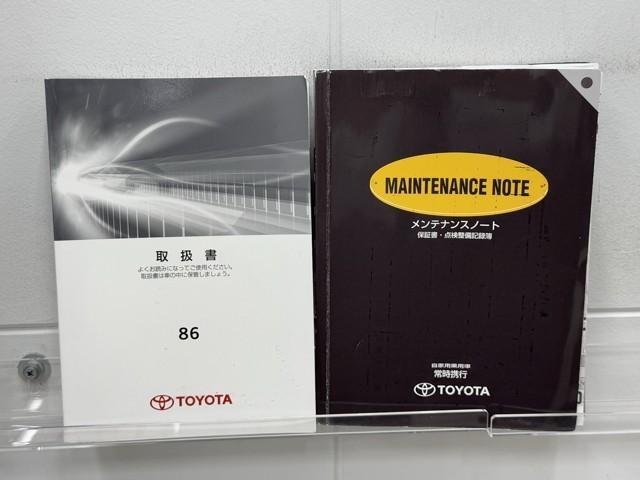 取扱書
よくお読みになってご使用ください。
取扱書は車の中に保管しましょう。
86
TOYOTA
MAINTENANCE NOTE
メンテナンスノート
保証書・点検整備記録簿
自家用乗用車
常時携行
TOYOTA